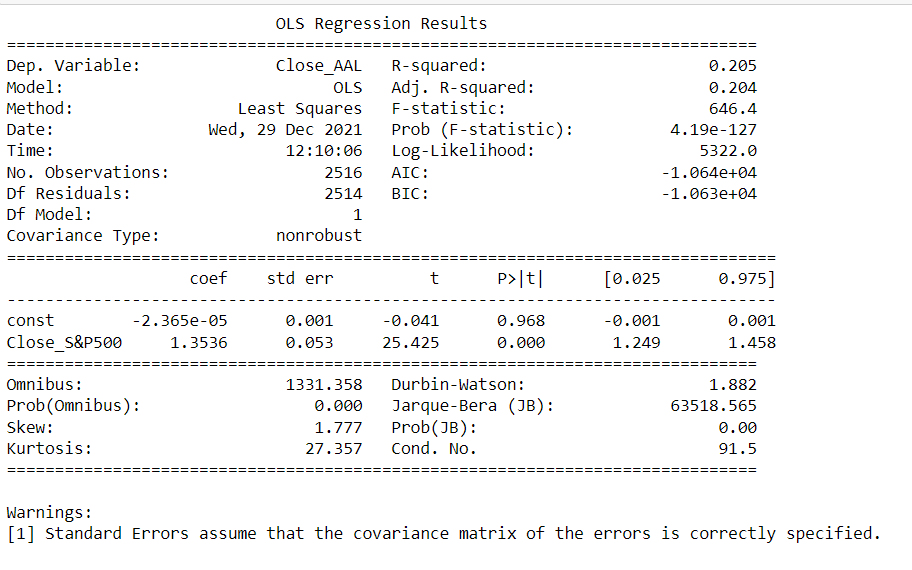 OLS Regression Results
==============================================================================
Dep. Variable: Close_AAL R-squared: 0.205
Model: OLS Adj. R-squared: 0.204
Method: Least Squares F-statistic: 646.4
Date: Wed, 29 Dec 2021 Prob (F-statistic): 4.19e-127
Time: 12:10:06 Log-Likelihood: 5322.0
No. Observations: 2516 AIC: -1.064e+04
Df Residuals: 2514 BIC: -1.063e+04
Df Model: 1
Covariance Type: nonrobust
================================================================================
coef std err t P>|t| [0.025 0.975]
--------------------------------------------------------------------------------
const -2.365e-05 0.001 -0.041 0.968 -0.001 0.001
Close_S&P500 1.3536 0.053 25.425 0.000 1.249 1.458
==============================================================================
Omnibus: 1331.358 Durbin-Watson: 1.882
Prob(Omnibus): 0.000 Jarque-Bera (JB): 63518.565
Skew: 1.777 Prob(JB): 0.00
Kurtosis: 27.357 Cond. No. 91.5
==============================================================================
Warnings:
[1] Standard Errors assume that the covariance matrix of the errors is correctly specified.